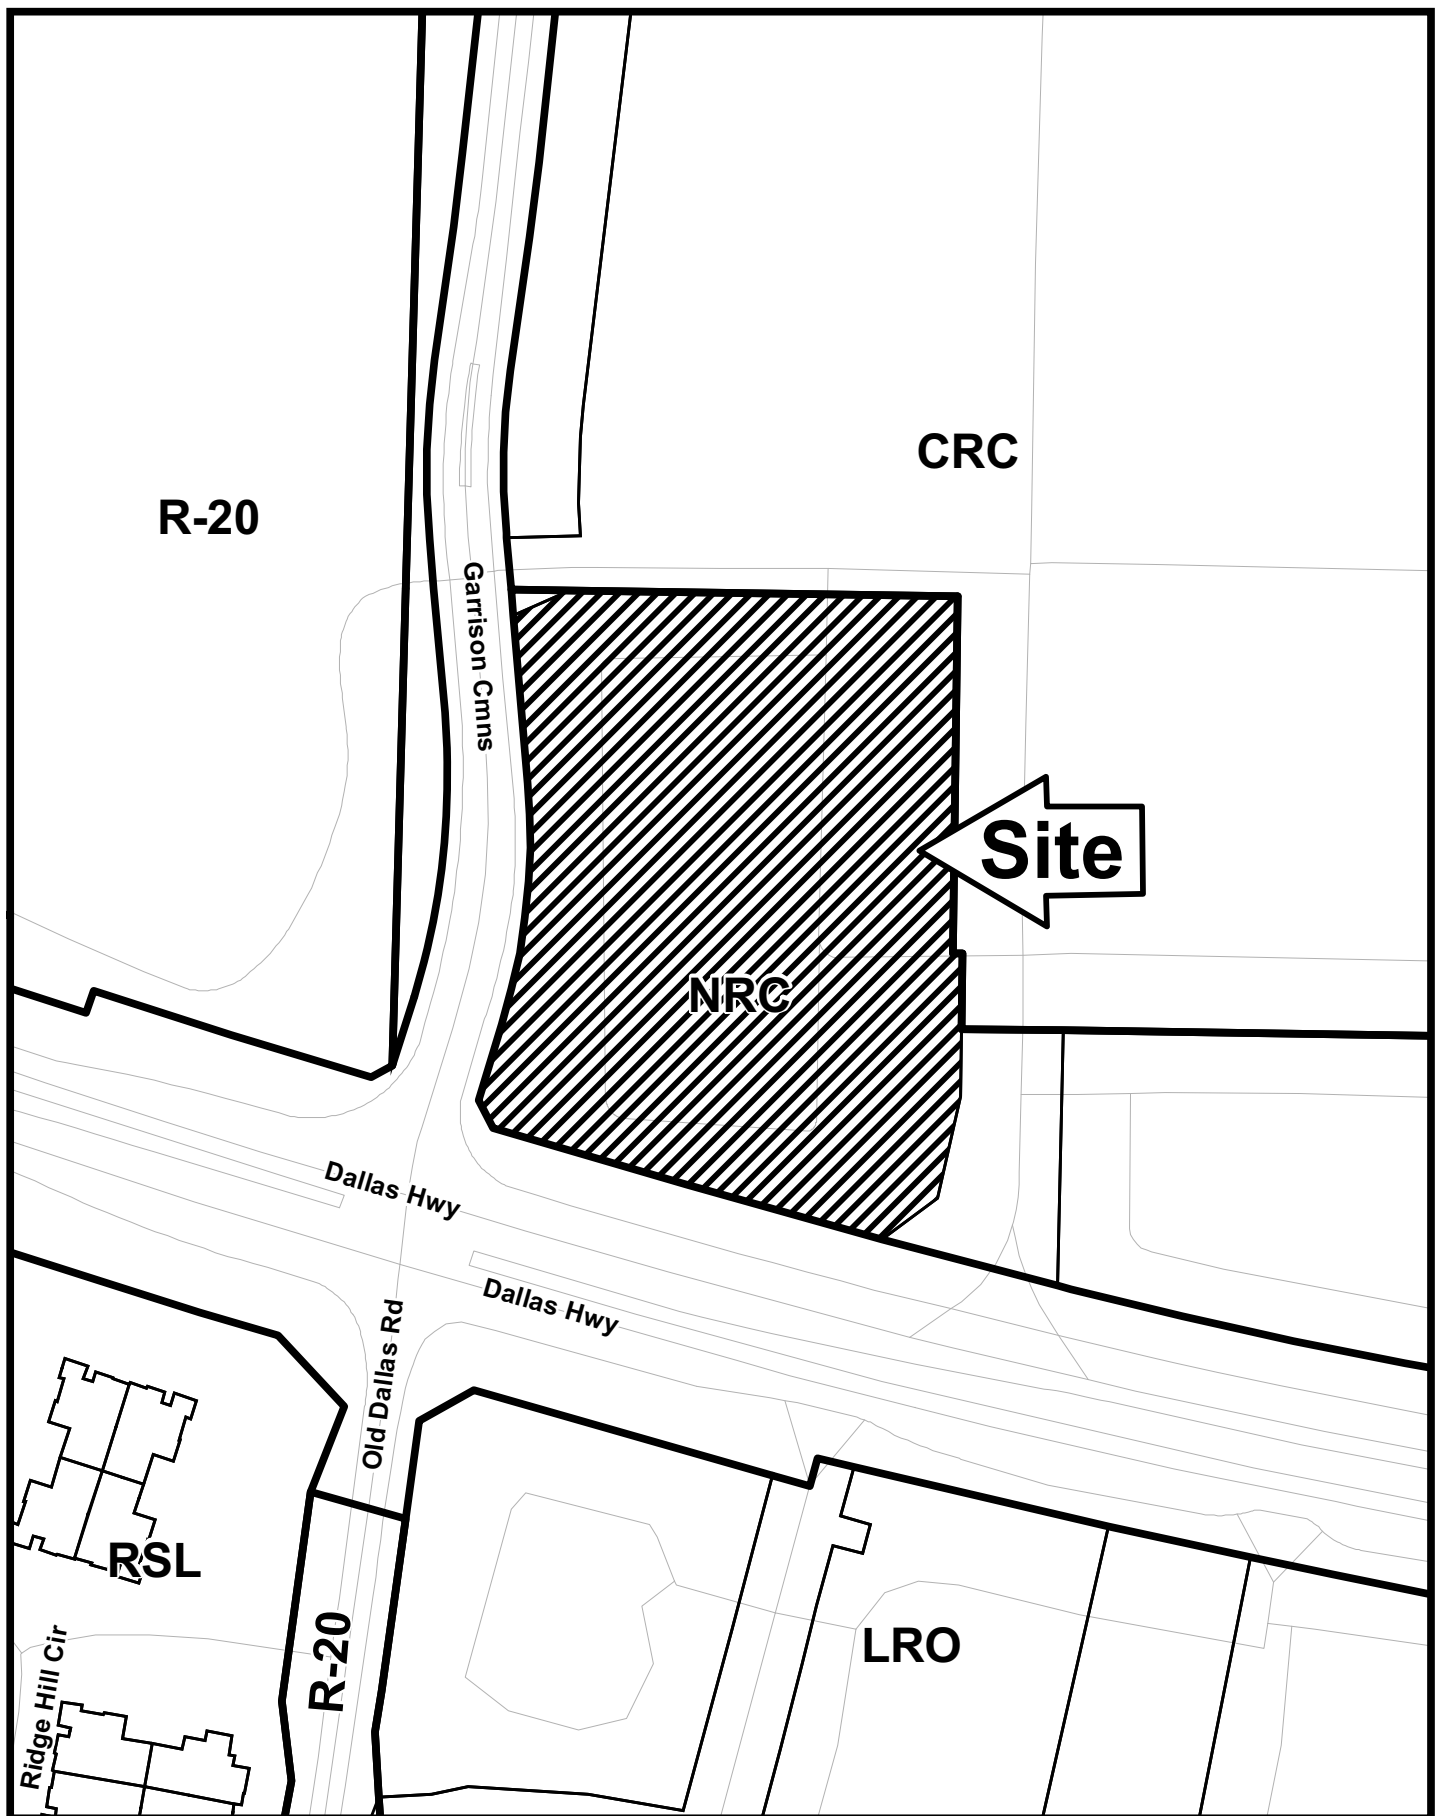 CRC
R-20
Garrison Cmns
Site
NRC
Dallas Hwy
Dallas Hwy
Old Dallas Rd
RSL
R-20
LRO
Ridge Hill Cir